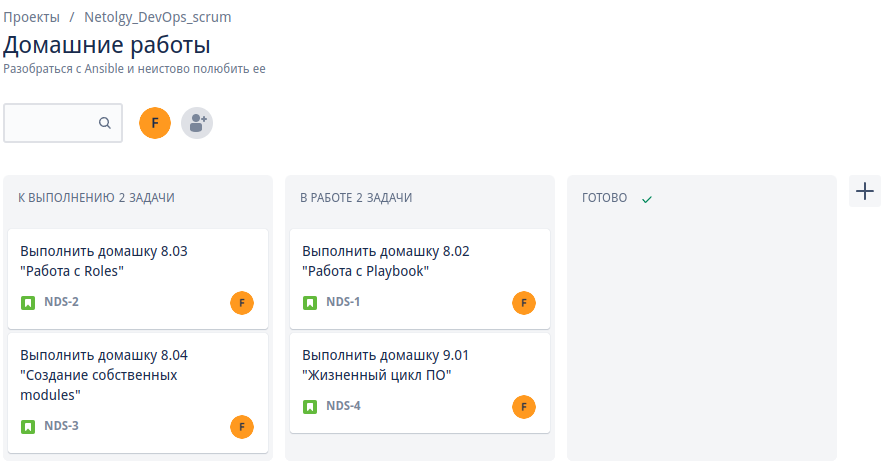 Проекты / Netolgy_DevOps_scrum
Домашние работы
Разобраться с Ansible и неистово полюбить ее
F
К ВЫПОЛНЕНИЮ 2 ЗАДАЧИ
Выполнить домашку 8.03
"Работа с Roles"
NDS-2 F
Выполнить домашку 8.04
"Создание собственных
modules"
NDS-3 F
В РАБОТЕ 2 ЗАДАЧИ
Выполнить домашку 8.02
"Работа с Playbook"
NDS-1 F
Выполнить домашку 9.01
"Жизненный цикл ПО"
NDS-4 F
ГОТОВО